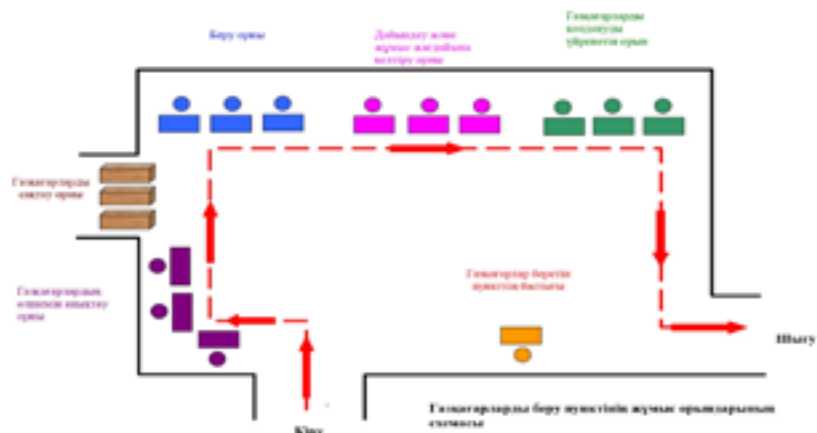 Беру орны
Дайындау және
жұмыс жағдайына
келтіру орны
Газқағарларды
қолдануды
үйрететін орын
Газқағарларды
сақтау орны
Газқағарлардың
өлшемін анықтау
орны
Газқағарлар беретін
пункттің бастығы
Шығу
Кіру
Газқағарларды беру пунктінің жұмыс орындарының
схемасы